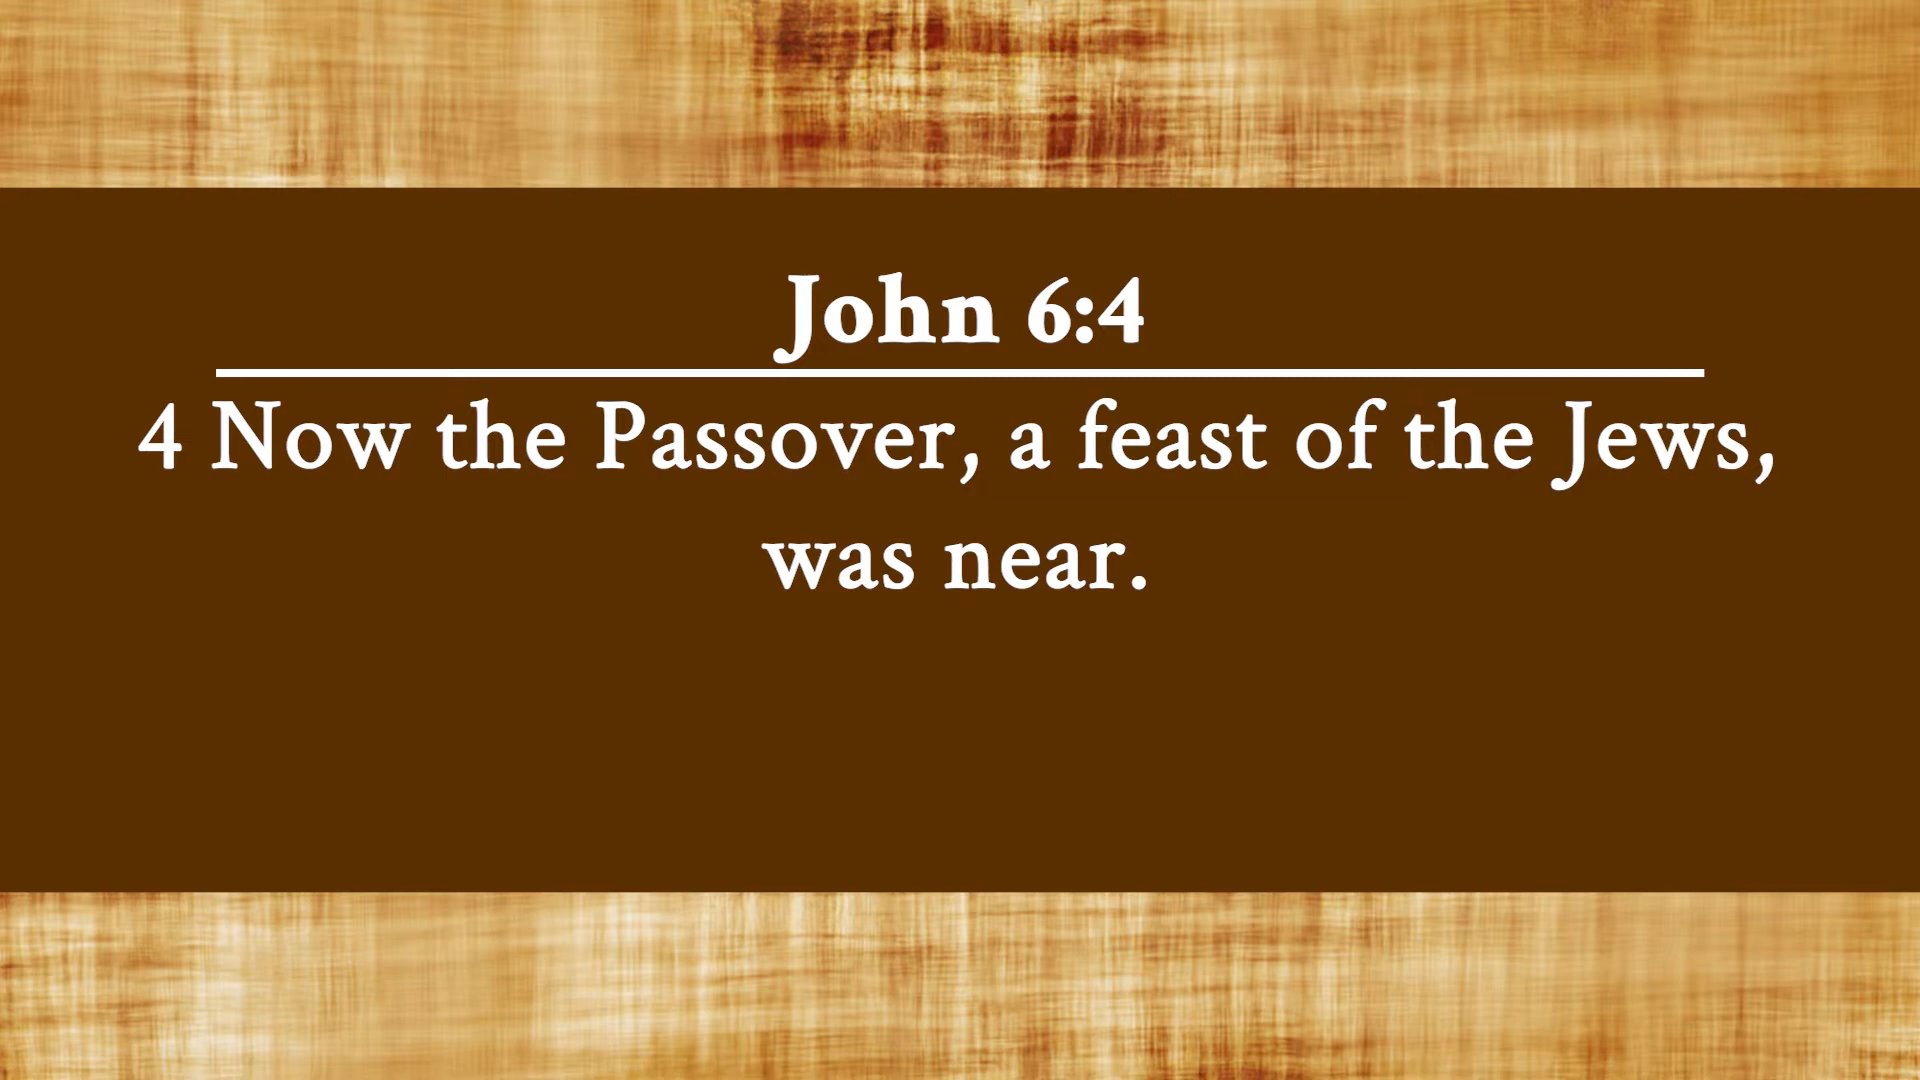 John 6:4
4 Now the Passover, a feast of the Jews,
was near.